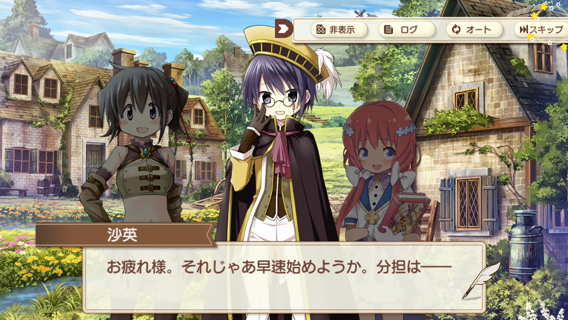 非表示
ログ
オート
スキップ
沙英
お疲れ様。それじゃあ早速始めようか。分担は――